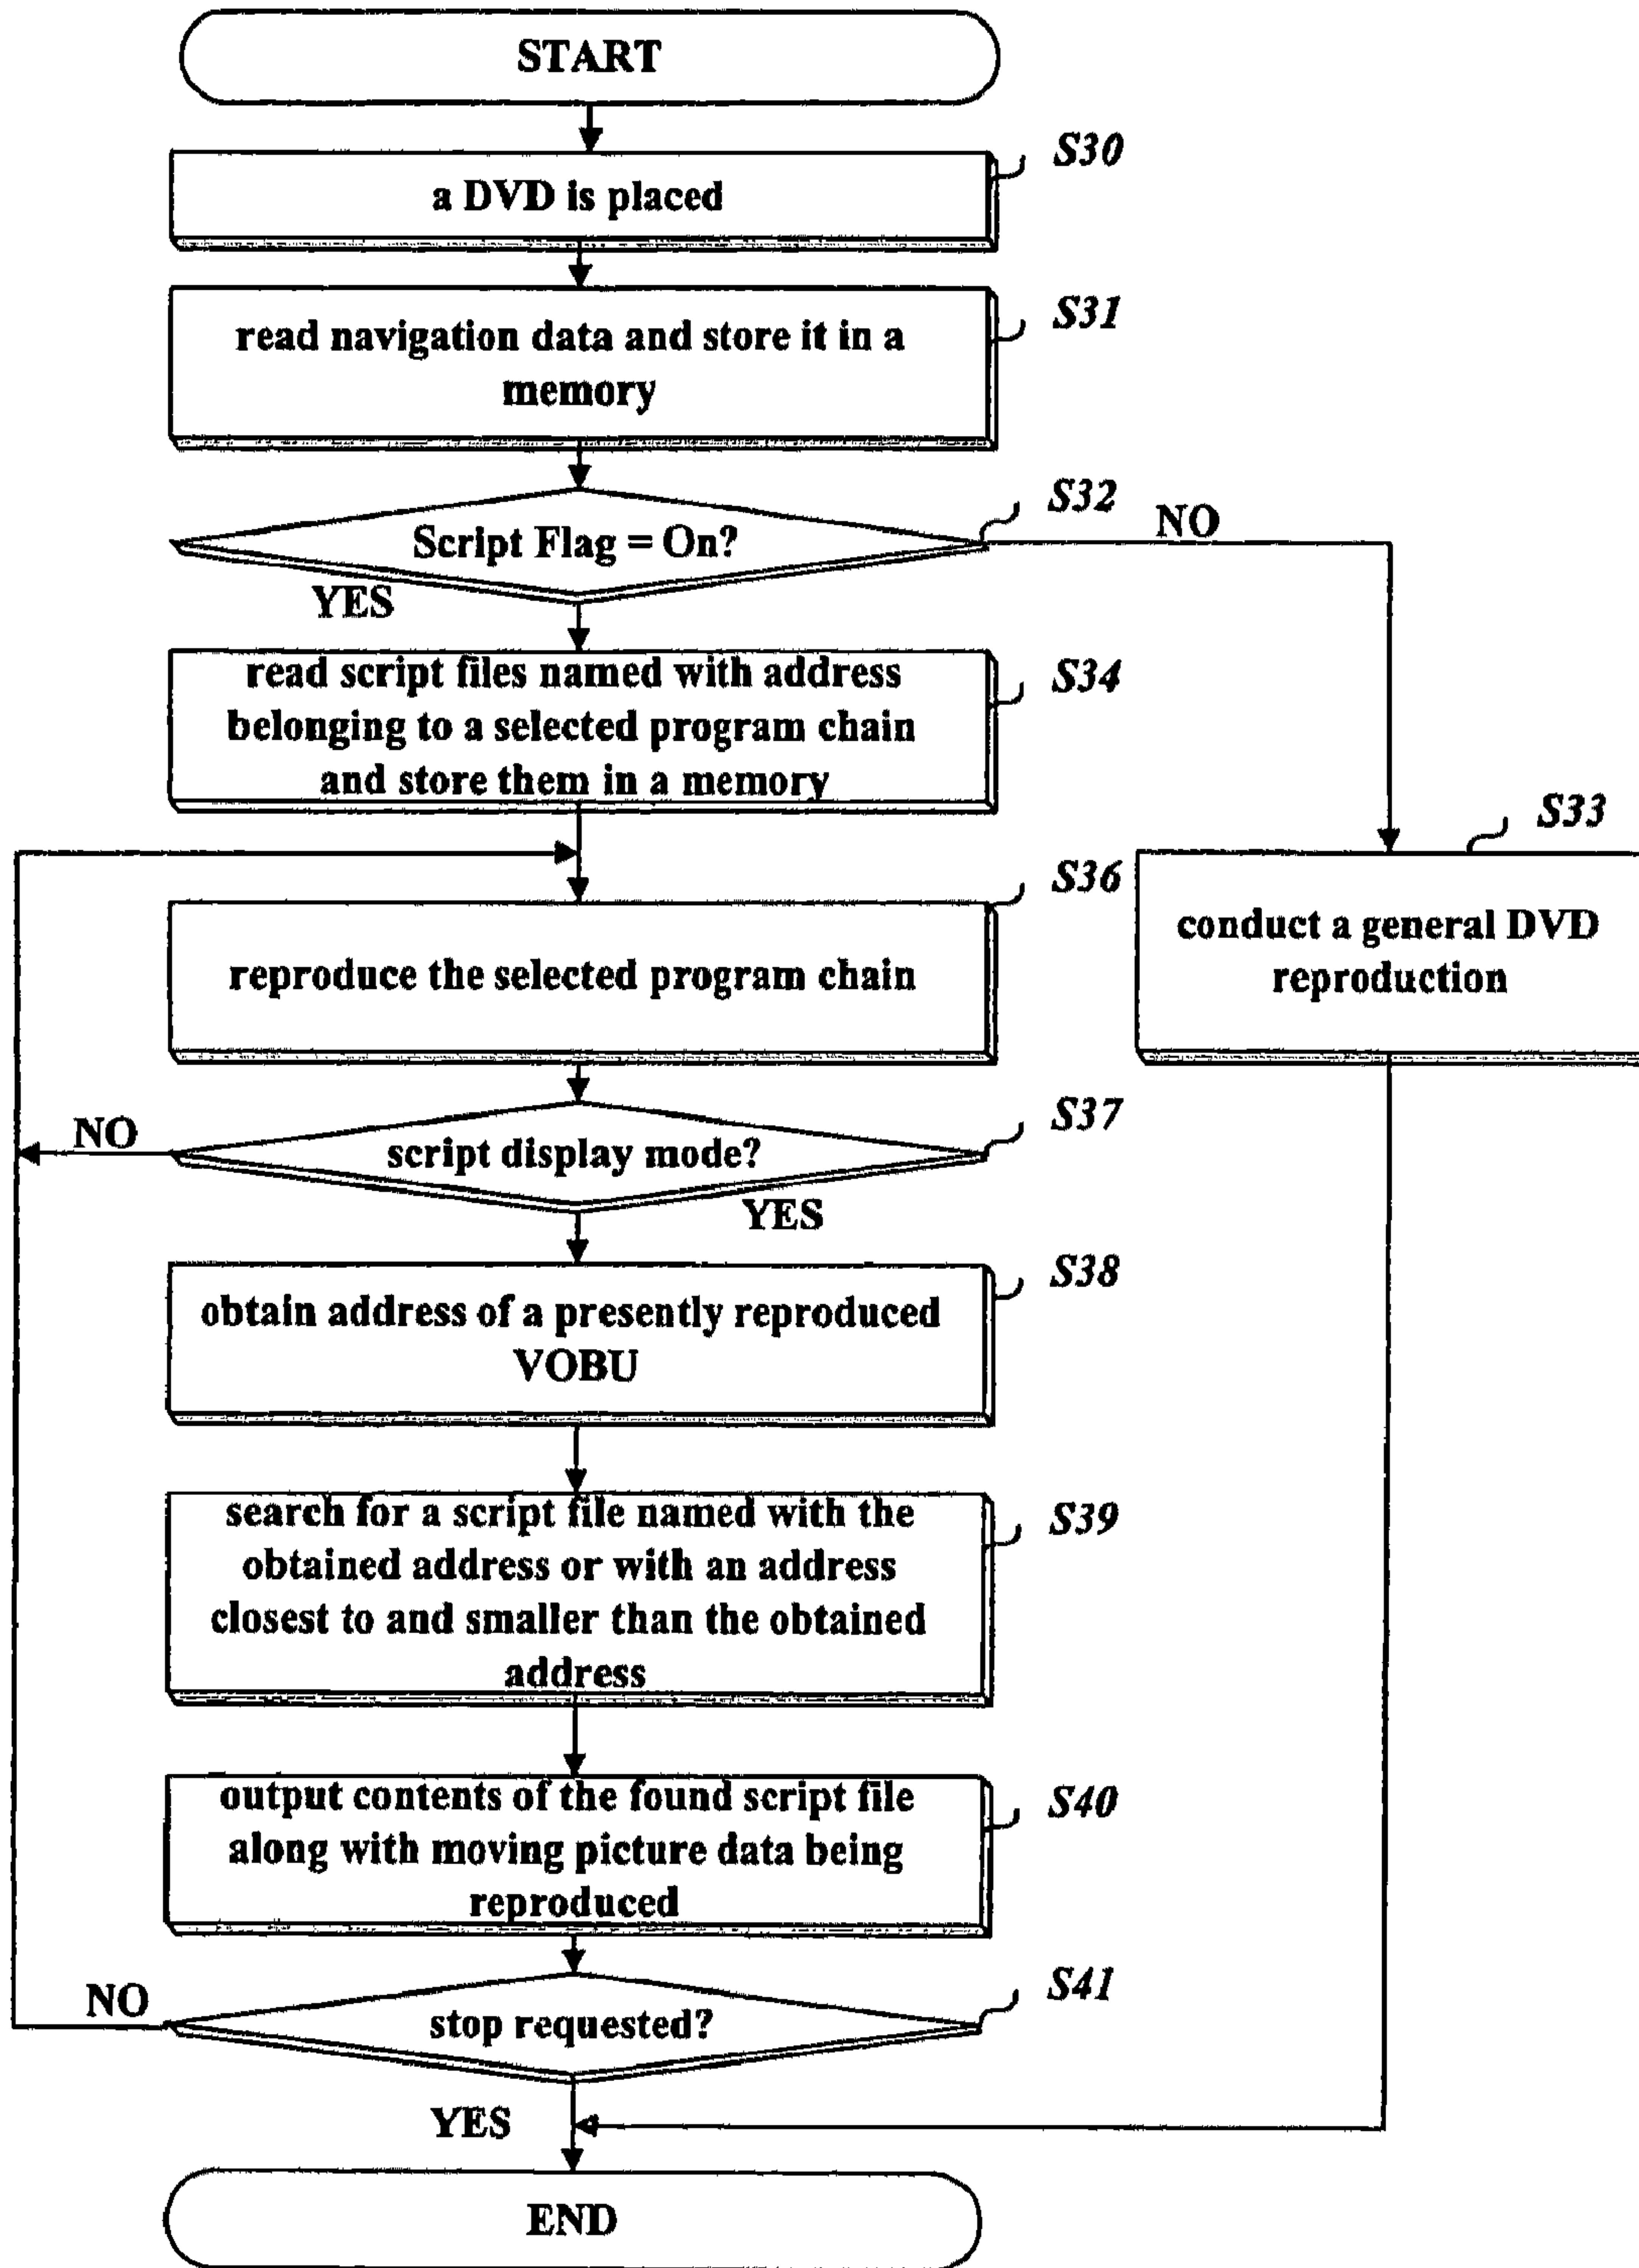 START
S30
a DVD is placed
S31
read navigation data and store it in a
memory
S32
Script Flag = On?
NO
YES
read script files named with address
belonging to a selected program chain
and store them in a memory
S34
S33
conduct a general DVD
reproduction
S36
reproduce the selected program chain
S37
script display mode?
NO
YES
S38
obtain address of a presently reproduced
VOBU
search for a script file named with the
obtained address or with an address
closest to and smaller than the obtained
address
S39
output contents of the found script file
along with moving picture data being
reproduced
S40
S41
NO
stop requested?
YES
END